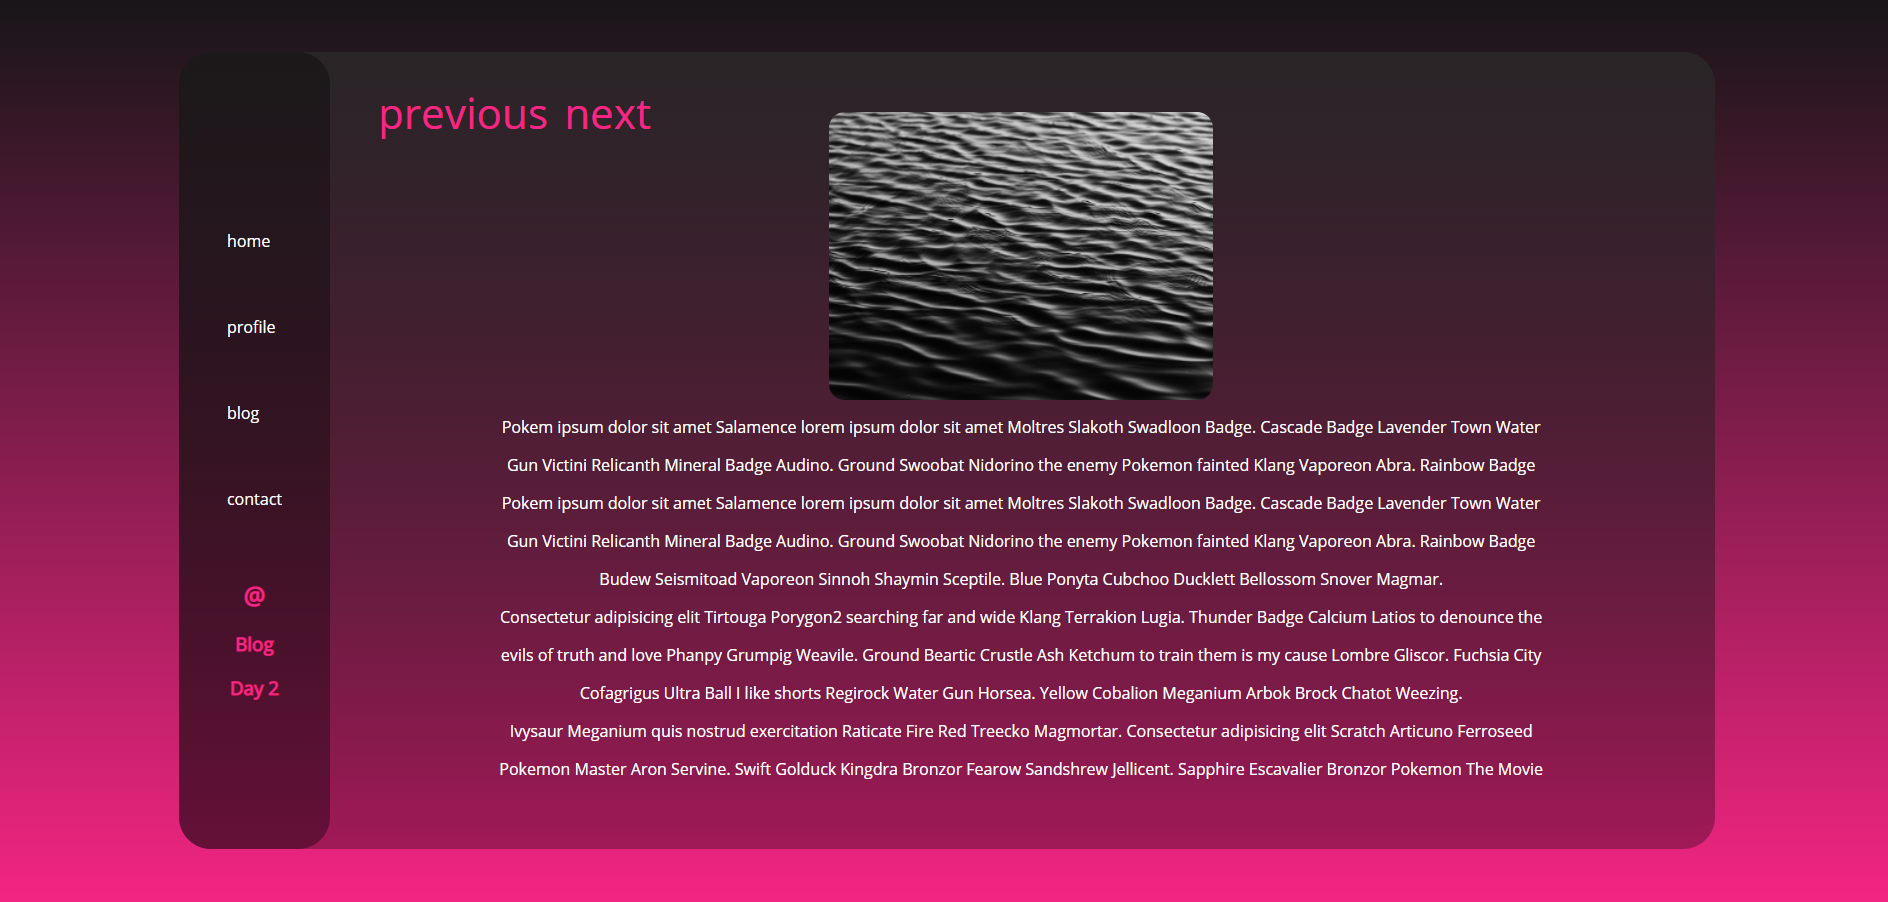 previous next
home
profile
blog
contact
@
Blog
Day 2
Pokem ipsum dolor sit amet Salamence lorem ipsum dolor sit amet Moltres Slakoth Swadloon Badge. Cascade Badge Lavender Town Water
Gun Victini Relicanth Mineral Badge Audino. Ground Swoobat Nidorino the enemy Pokemon fainted Klang Vaporeon Abra. Rainbow Badge
Pokem ipsum dolor sit amet Salamence lorem ipsum dolor sit amet Moltres Slakoth Swadloon Badge. Cascade Badge Lavender Town Water
Gun Victini Relicanth Mineral Badge Audino. Ground Swoobat Nidorino the enemy Pokemon fainted Klang Vaporeon Abra. Rainbow Badge
Budew Seismitoad Vaporeon Sinnoh Shaymin Sceptile. Blue Ponyta Cubchoo Ducklett Bellossom Snover Magmar.
Consectetur adipisicing elit Tirtouga Porygon2 searching far and wide Klang Terrakion Lugia. Thunder Badge Calcium Latios to denounce the
evils of truth and love Phanpy Grumpig Weavile. Ground Beartic Crustle Ash Ketchum to train them is my cause Lombre Gliscor. Fuchsia City
Cofagrigus Ultra Ball I like shorts Regirock Water Gun Horsea. Yellow Cobalion Meganium Arbok Brock Chatot Weezing.
Ivysaur Meganium quis nostrud exercitation Raticate Fire Red Treecko Magmortar. Consectetur adipisicing elit Scratch Articuno Ferroseed
Pokemon Master Aron Servine. Swift Golduck Kingdra Bronzor Fearow Sandshrew Jellicent. Sapphire Escavalier Bronzor Pokemon The Movie